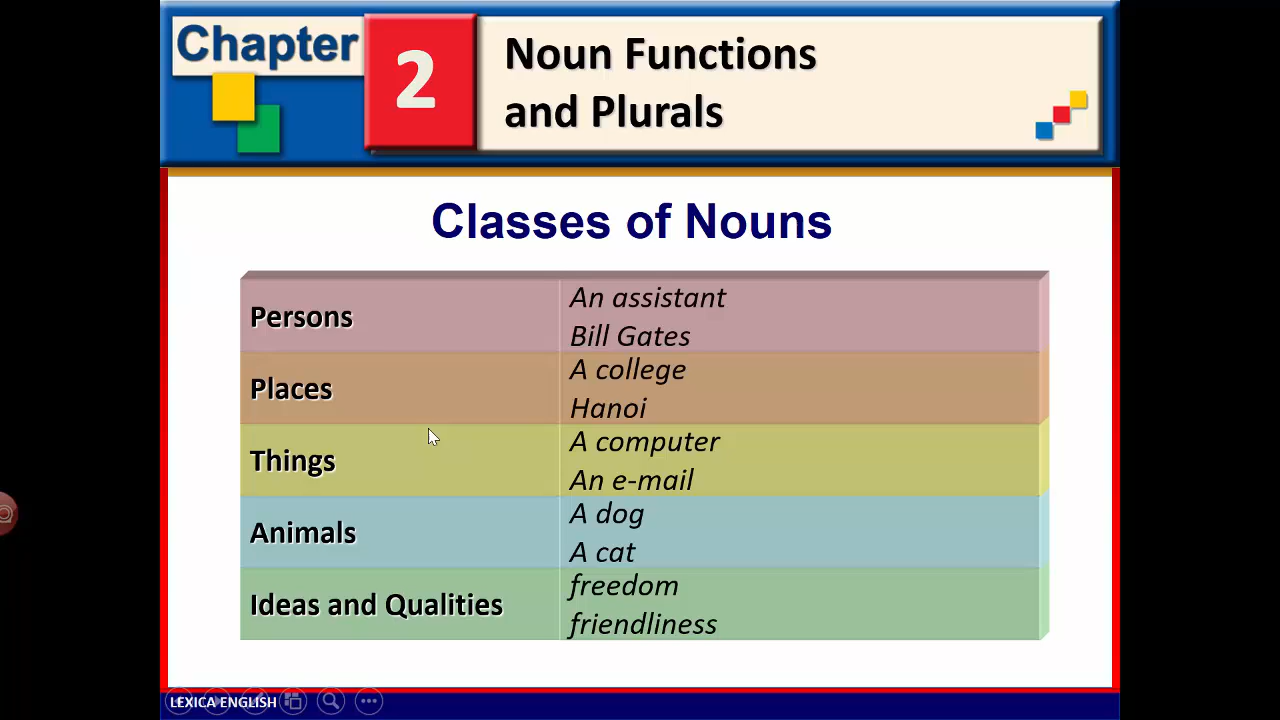 Chapter 2
Noun Functions
and Plurals
Classes of Nouns
Persons
An assistant
Bill Gates
Places
A college
Hanoi
Things
A computer
An e-mail
Animals
A dog
A cat
Ideas and Qualities
freedom
friendliness
LEXICA ENGLISH